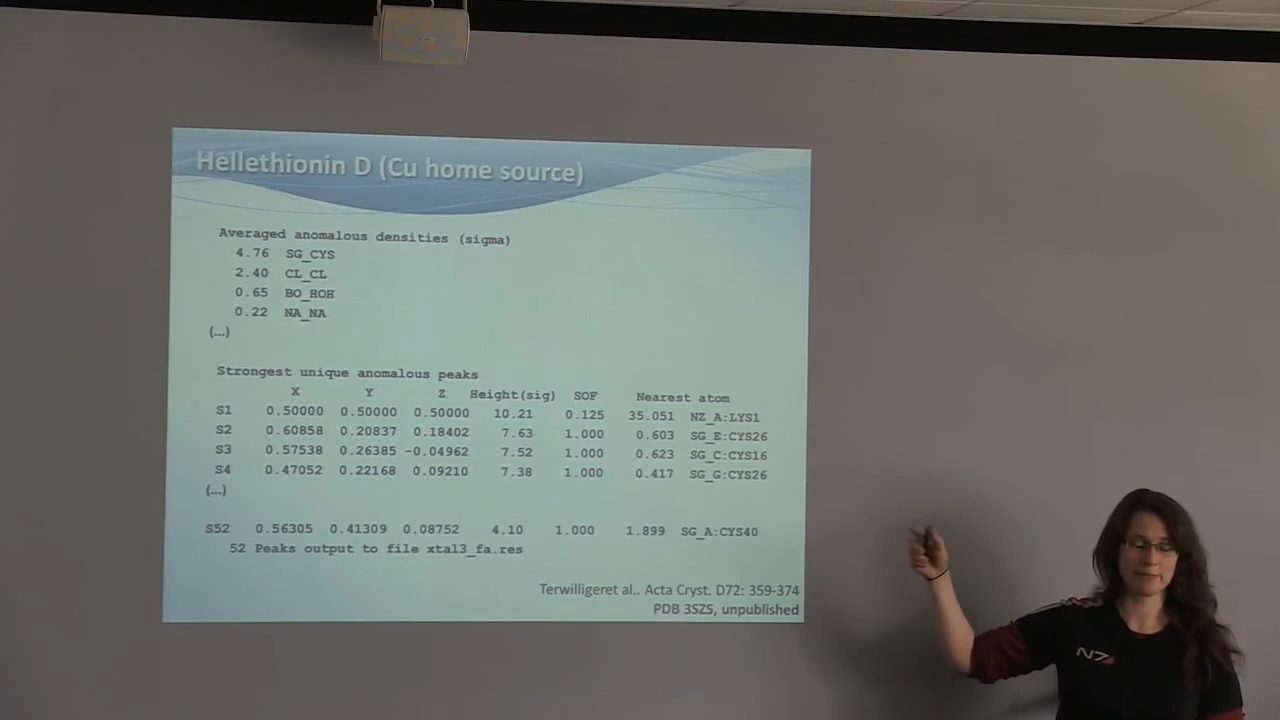 Hellethionin D (Cu home source)
Averaged anomalous densities (sigma)
4.76 SG_CYS
2.40 CL_CL
0.65 BO_HOH
0.22 NA_NA
(...)
Strongest unique anomalous peaks
X Y Z Height(sig) SOF Nearest atom
S1 0.50000 0.50000 0.50000 10.21 0.125 35.051 NZ_A:LYS1
S2 0.60858 0.20837 0.18402 7.63 1.000 0.603 SG_E:CYS26
S3 0.57538 0.26385 -0.04962 7.52 1.000 0.623 SG_C:CYS16
S4 0.47052 0.22168 0.09210 7.38 1.000 0.417 SG_G:CYS26
(...)
S52 0.56305 0.41309 0.08752 4.10 1.000 1.899 SG_A:CYS40
52 Peaks output to file xtal3_fa.res
Terwilligeret al.. Acta Cryst. D72: 359-374
PDB 3SZS, unpublished
N7